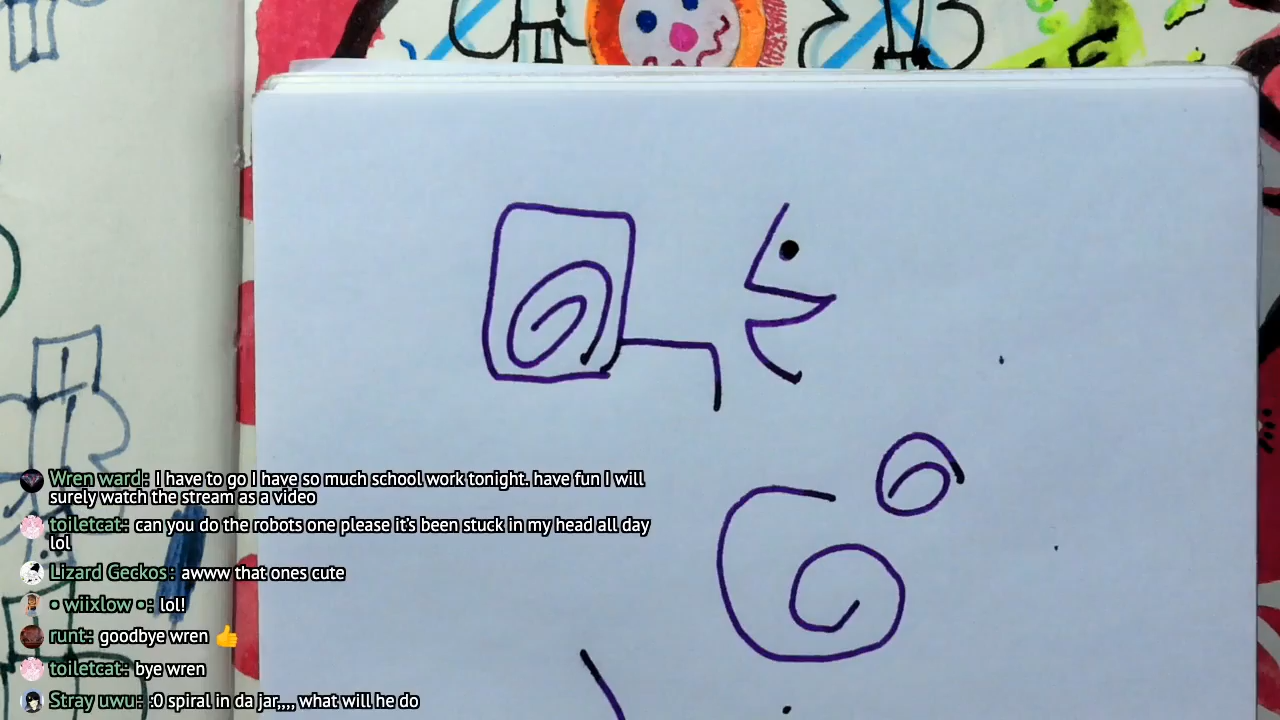 Wren ward: I have to go I have so much school work tonight. have fun I will
surely watch the stream as a video
toiletcat: can you do the robots one please it's been stuck in my head all day
lol
Lizard Geckos: awww that ones cute
• wiixlow •: lol!
runt: goodbye wren 👍
toiletcat: bye wren
Stray uwu: :0 spiral in da jar,,,, what will he do